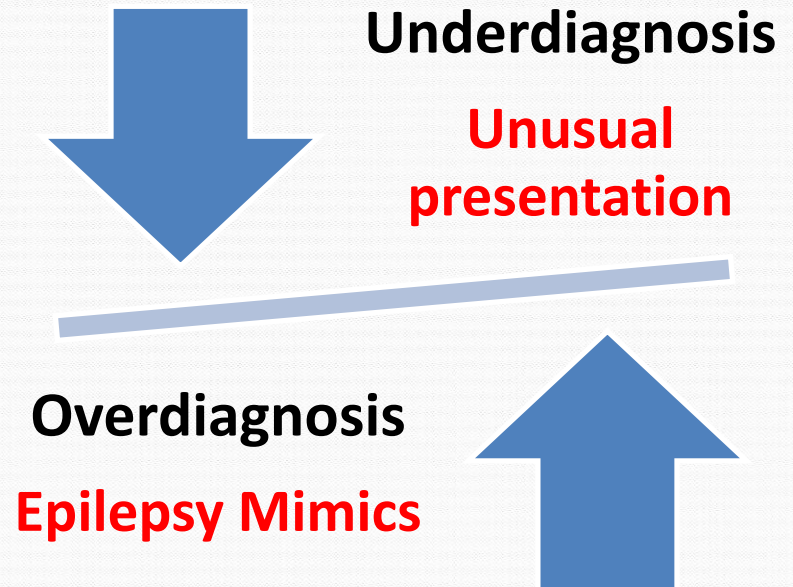 Underdiagnosis
Unusual
presentation
Overdiagnosis
Epilepsy Mimics